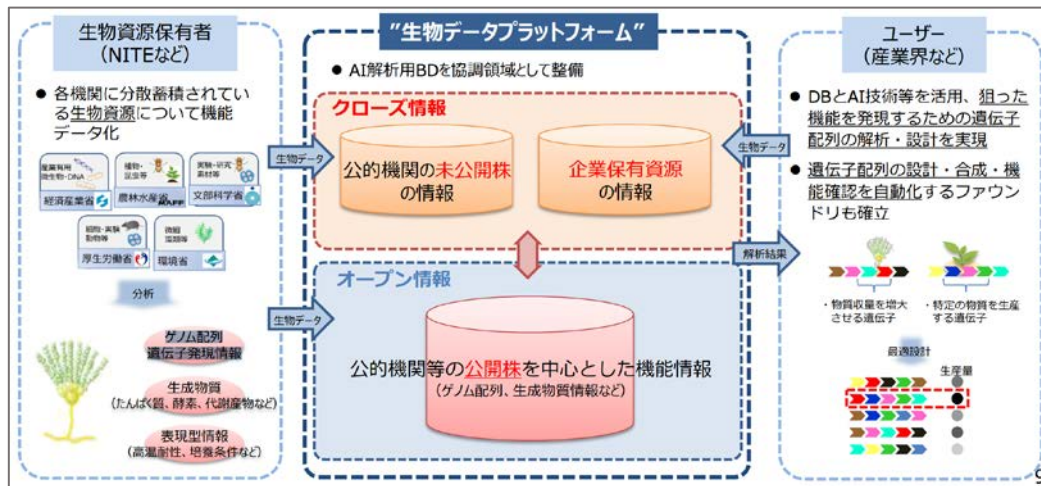 生物資源保有者
(NITEなど)
● 各機関に分散蓄積されてい
る生物資源について機能
データ化
産業有用
微生物・DNA
経済産業省
植物・
昆虫等
農林水産省
MAFF
実験・研究
素材等
文部科学省
細胞・実験
動物等
厚生労働省
微細
藻類等
環境省
分析
ゲノム配列
遺伝子発現情報
生成物質
(たんぱく質、酵素、代謝産物など)
表現型情報
(高温耐性、培養条件など)
生物データ
生物データ
"生物データプラットフォーム"
● AI解析用BDを協調領域として整備
クローズ情報
公的機関の未公開株
の情報
企業保有資源
の情報
オープン情報
公的機関等の公開株を中心とした機能情報
(ゲノム配列、生成物質情報など)
生物データ
解析結果
ユーザー
(産業界など)
● DBとAI技術等を活用、狙った
機能を発現するための遺伝子
配列の解析・設計を実現
● 遺伝子配列の設計・合成・機
能確認を自動化するファウン
ドリも確立
・物質収量を増大
させる遺伝子
・特定の物質を生産
する遺伝子
最適設計
生産量
9